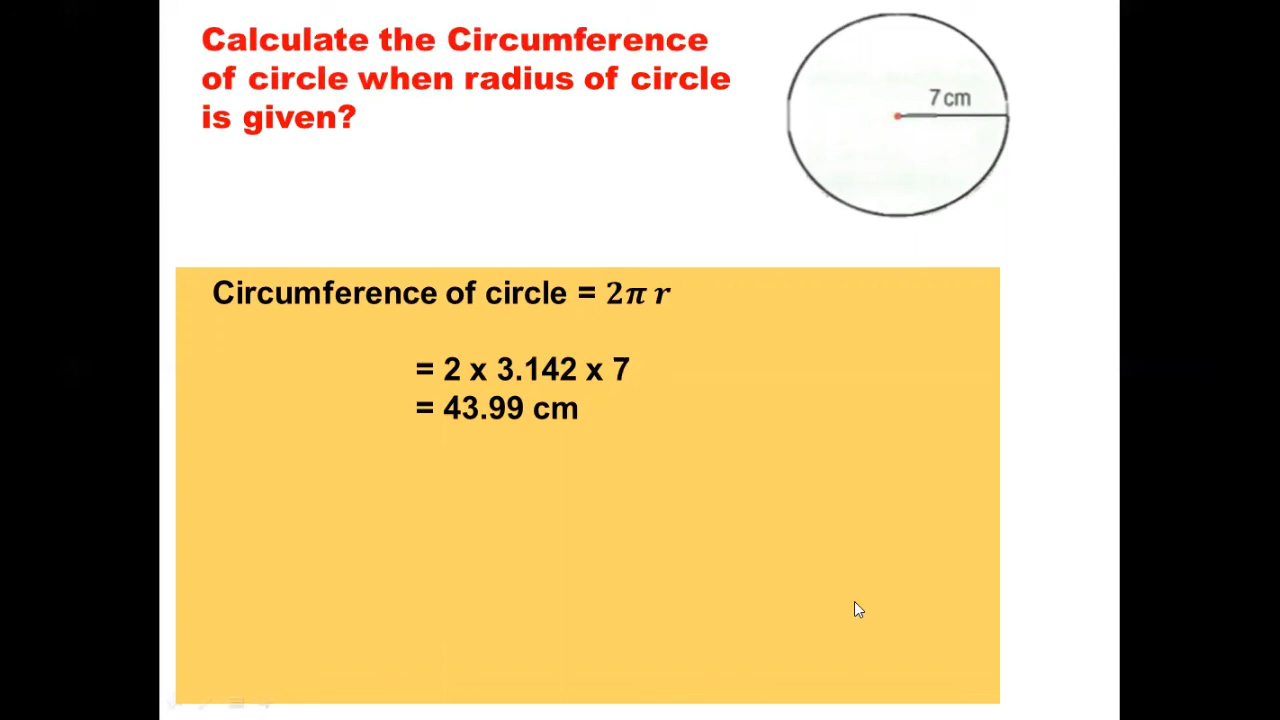 Calculate the Circumference
of circle when radius of circle
is given?
7 cm
Circumference of circle = 2π r
= 2 x 3.142 x 7
= 43.99 cm